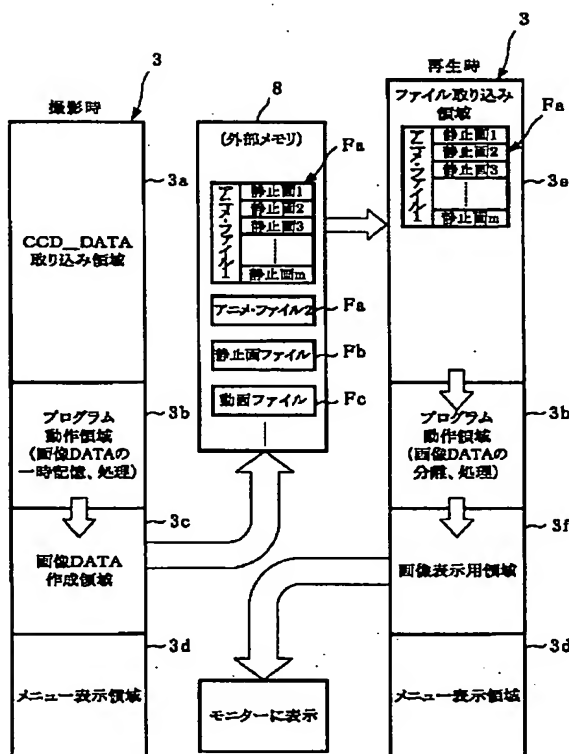 撮影時
3
3a
CCD__DATA
取り込み領域
3b
プログラム
動作領域
(画像DATAの
一時記憶、処理)
3c
画像DATA
作成領域
3d
メニュー表示領域
8
(外部メモリ)
Fa
アニメ・ファイル1
静止画1
静止画2
静止画3
静止画m
アニメ・ファイル2
Fa
静止画ファイル
Fb
動画ファイル
Fc
モニターに表示
再生時
3
ファイル取り込み
領域
Fa
アニメ・ファイル1
静止画1
静止画2
静止画3
静止画m
3e
プログラム
動作領域
(画像DATAの
分離、処理)
3b
画像表示用領域
3f
メニュー表示領域
3d